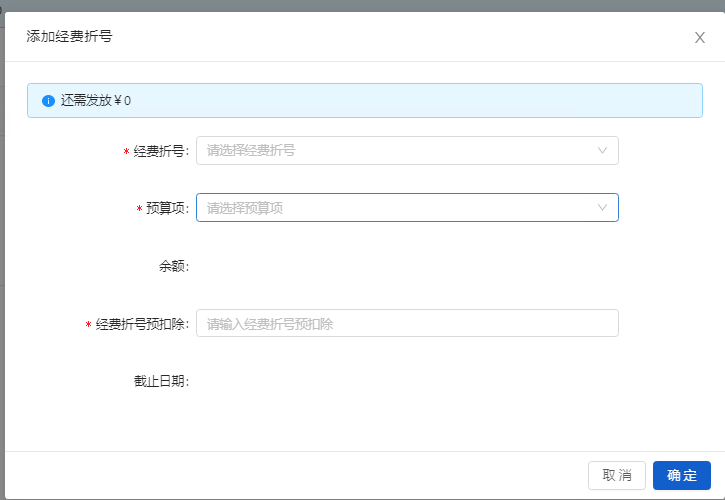 添加经费折号
还需发放￥0
* 经费折号:
请选择经费折号
* 预算项:
请选择预算项
余额:
* 经费折号预扣除:
请输入经费折号预扣除
截止日期:
取 消
确 定